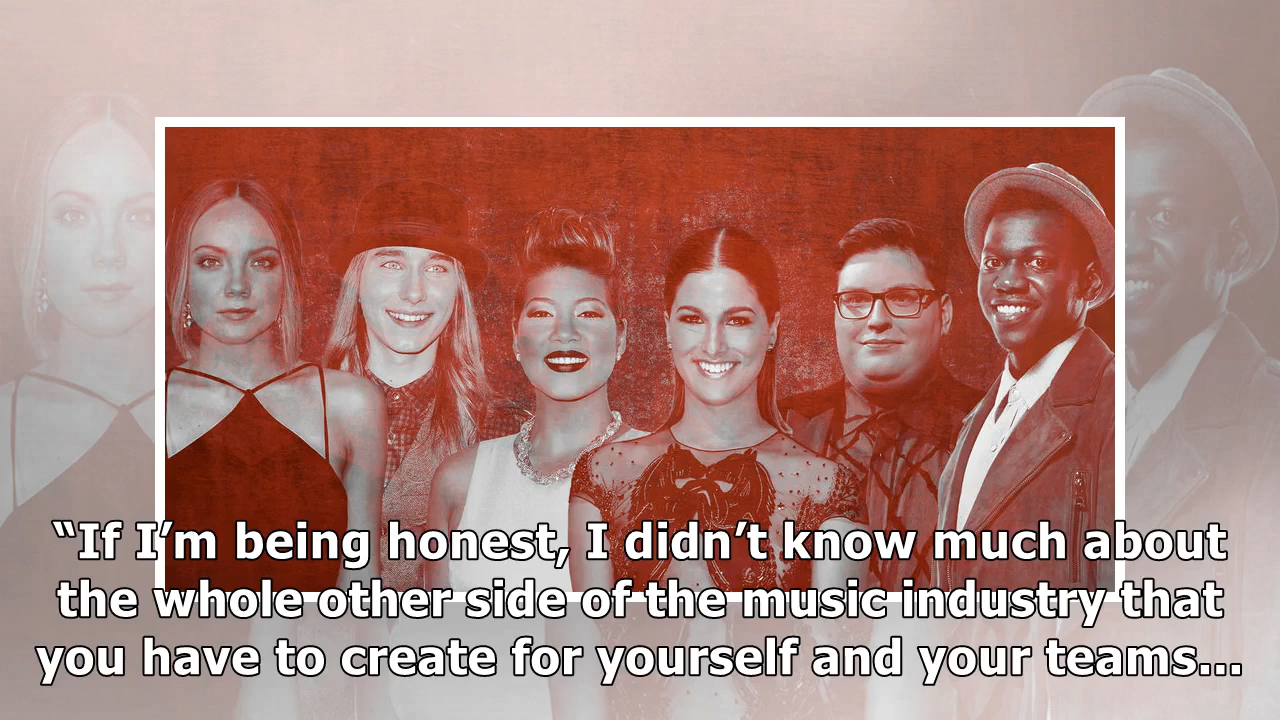 “If I’m being honest, I didn’t know much about
the whole other side of the music industry that
you have to create for yourself and your teams...